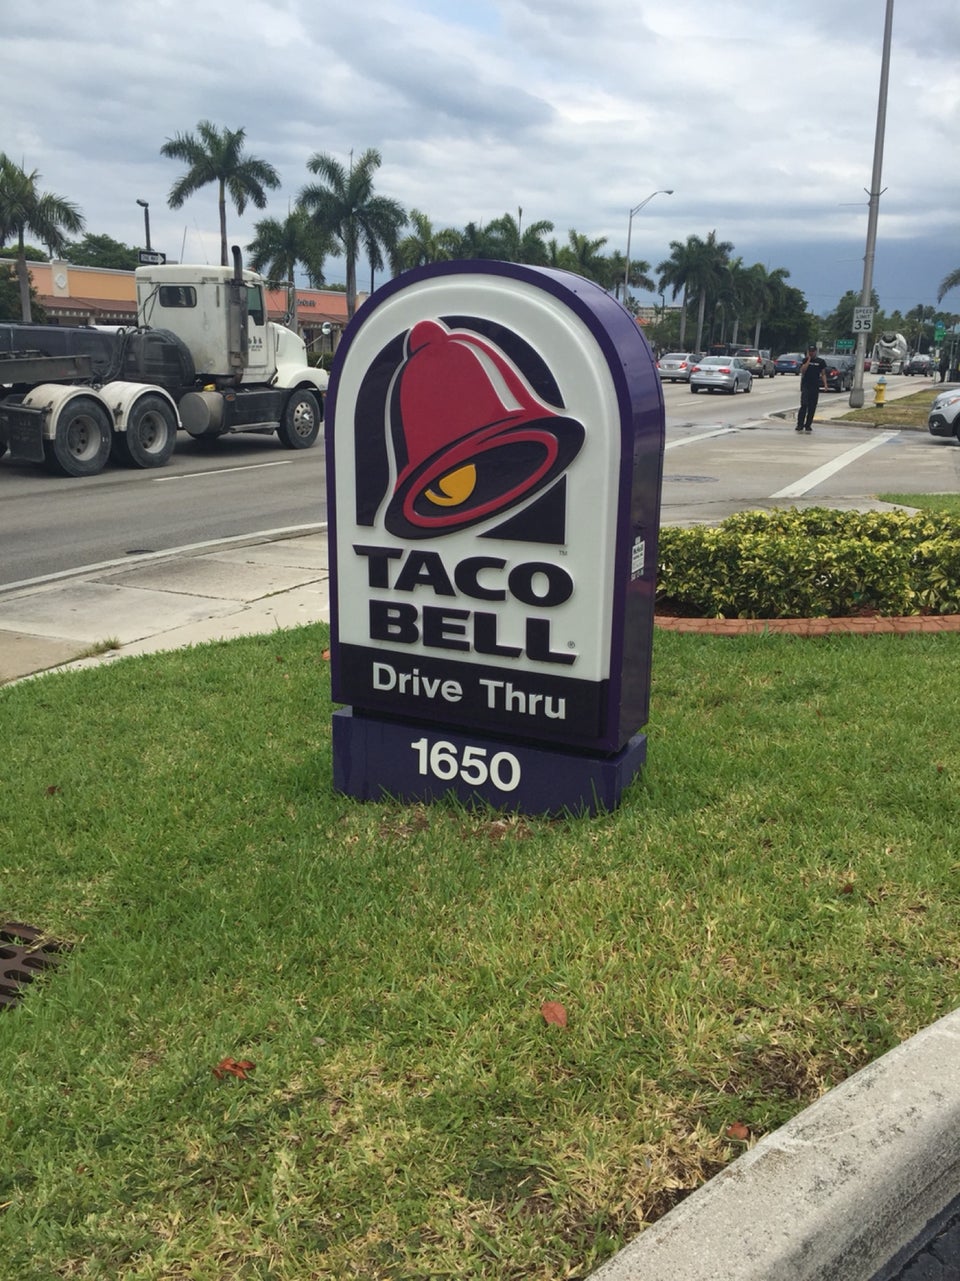 TACO
BELL
Drive Thru
1650
SPEED
LIMIT
35